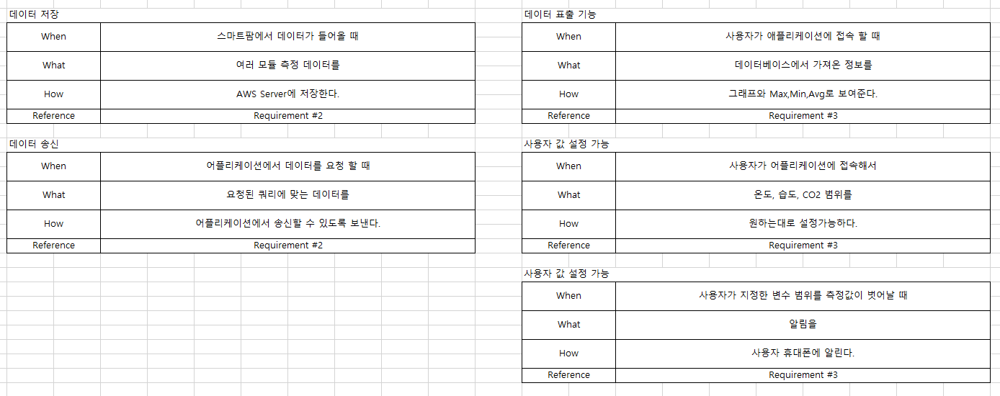 데이터 저장
When 스마트팜에서 데이터가 들어올 때
What 여러 모듈 측정 데이터를
How AWS Server에 저장한다.
Reference Requirement #2
데이터 송신
When 어플리케이션에서 데이터를 요청 할 때
What 요청된 쿼리에 맞는 데이터를
How 어플리케이션에서 송신할 수 있도록 보낸다.
Reference Requirement #2
데이터 표출 기능
When 사용자가 애플리케이션에 접속 할 때
What 데이터베이스에서 가져온 정보를
How 그래프와 Max,Min,Avg로 보여준다.
Reference Requirement #3
사용자 값 설정 가능
When 사용자가 어플리케이션에 접속해서
What 온도, 습도, CO2 범위를
How 원하는대로 설정가능하다.
Reference Requirement #3
사용자 값 설정 가능
When 사용자가 지정한 변수 범위를 측정값이 벗어날 때
What 알림을
How 사용자 휴대폰에 알린다.
Reference Requirement #3